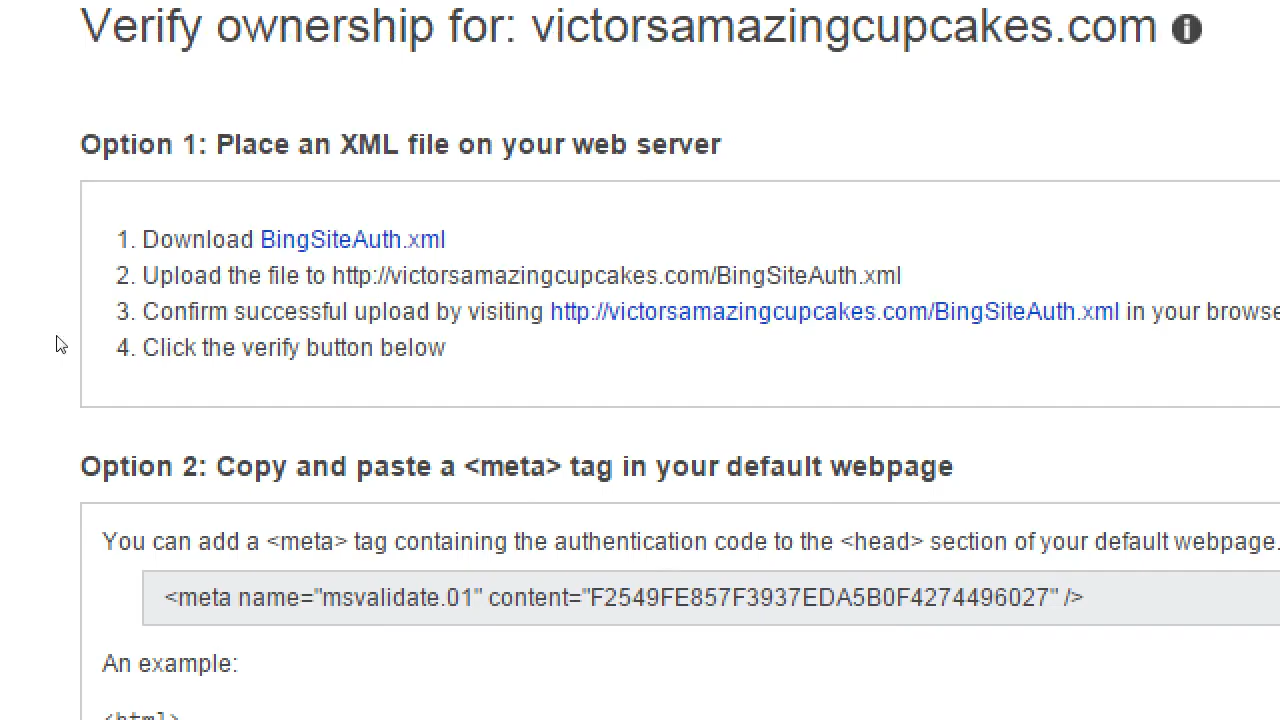 Verify ownership for: victorsamazingcupcakes.com
Option 1: Place an XML file on your web server
1. Download BingSiteAuth.xml
2. Upload the file to http://victorsamazingcupcakes.com/BingSiteAuth.xml
3. Confirm successful upload by visiting http://victorsamazingcupcakes.com/BingSiteAuth.xml in your browse
4. Click the verify button below
Option 2: Copy and paste a <meta> tag in your default webpage
You can add a <meta> tag containing the authentication code to the <head> section of your default webpage.
<meta name="msvalidate.01" content="F2549FE857F3937EDA5B0F4274496027" />
An example:
<html>